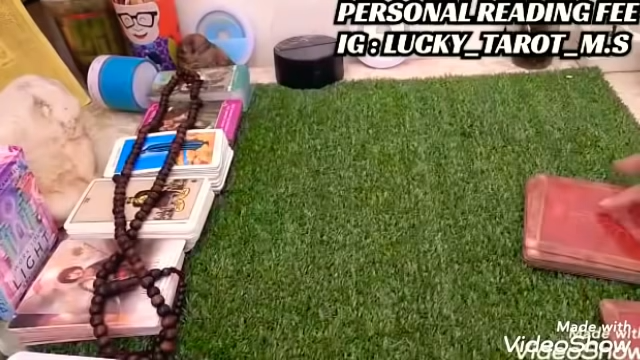 PERSONAL READING FEE
IG : LUCKY_TAROT_M.S
LIGHT
Made with
VideoShow